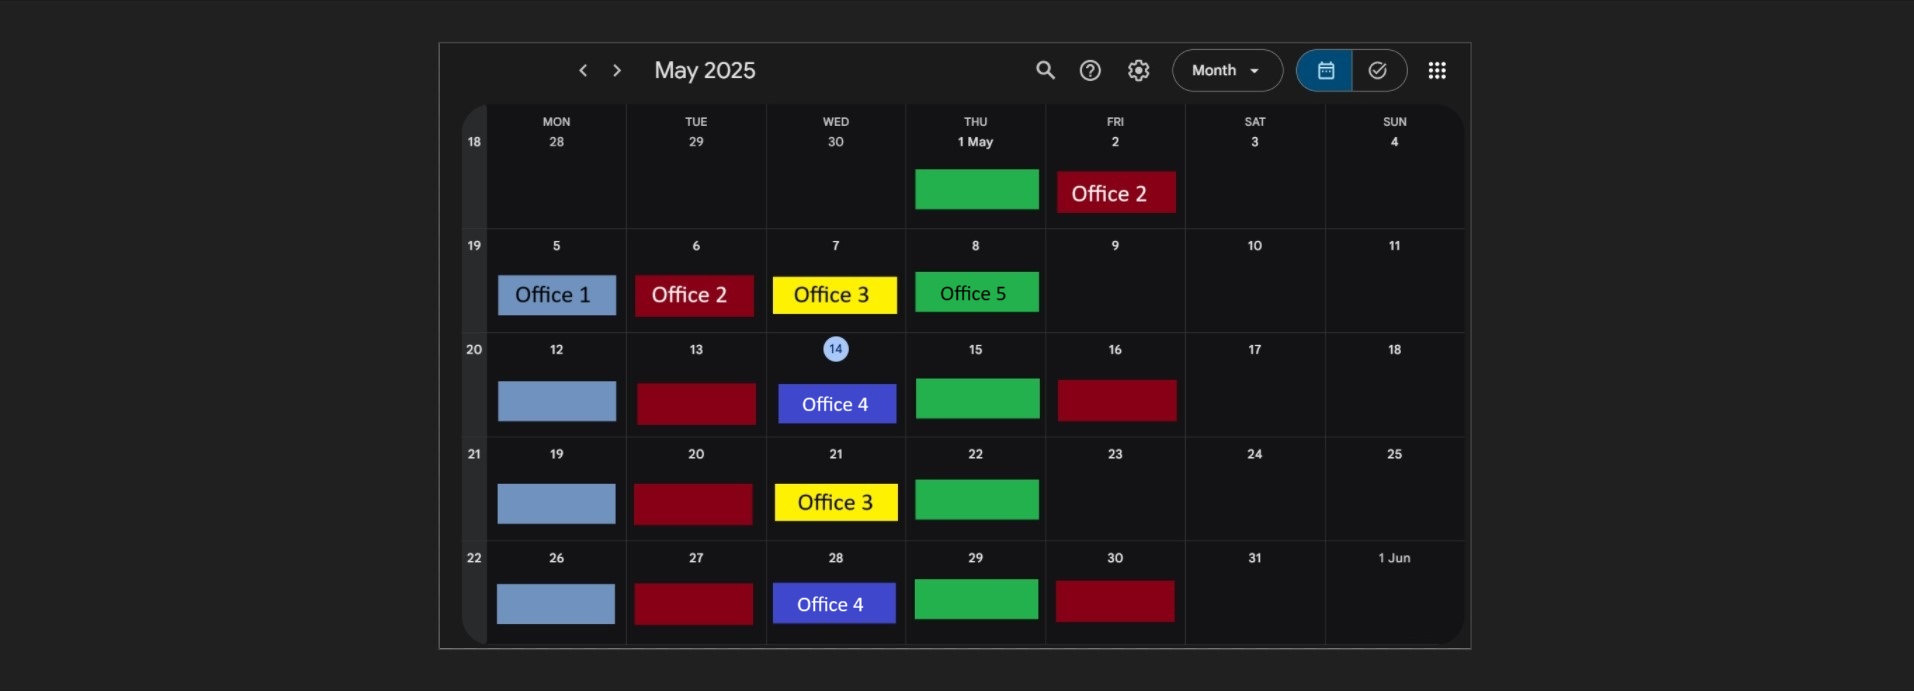 May 2025
Month
MON TUE WED THU FRI SAT SUN
18 28 29 30 1 May 2 3 4
Office 2
19 5 6 7 8 9 10 11
Office 1 Office 2 Office 3 Office 5
20 12 13 14 15 16 17 18
Office 4
21 19 20 21 22 23 24 25
Office 3
22 26 27 28 29 30 31 1 Jun
Office 4